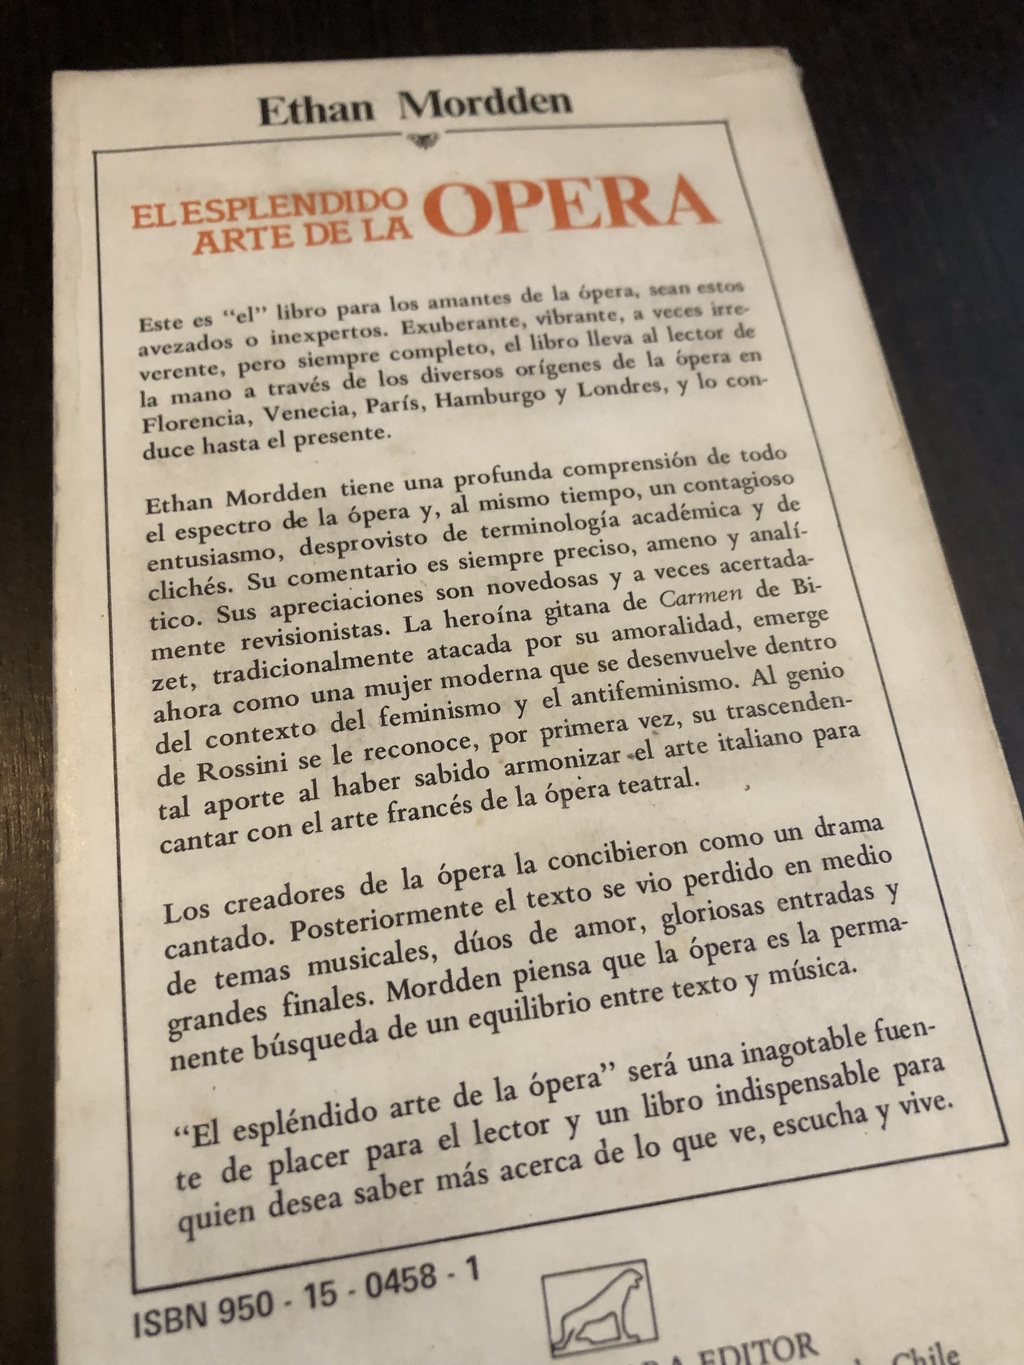 Ethan Mordden
EL ESPLENDIDO
ARTE DE LA OPERA
Este es “el” libro para los amantes de la ópera, sean estos
avezados o inexpertos. Exuberante, vibrante, a veces irre-
verente, pero siempre completo, el libro lleva al lector de
la mano a través de los diversos orígenes de la ópera en
Florencia, Venecia, París, Hamburgo y Londres, y lo con-
duce hasta el presente.
Ethan Mordden tiene una profunda comprensión de todo
el espectro de la ópera y, al mismo tiempo, un contagioso
entusiasmo, desprovisto de terminología académica y de
clichés. Su comentario es siempre preciso, ameno y analí-
tico. Sus apreciaciones son novedosas y a veces acertada-
mente revisionistas. La heroína gitana de Carmen de Bi-
zet, tradicionalmente atacada por su amoralidad, emerge
ahora como una mujer moderna que se desenvuelve dentro
del contexto del feminismo y el antifeminismo. Al genio
de Rossini se le reconoce, por primera vez, su trascenden-
tal aporte al haber sabido armonizar el arte italiano para
cantar con el arte francés de la ópera teatral.
Los creadores de la ópera la concibieron como un drama
cantado. Posteriormente el texto se vio perdido en medio
de temas musicales, dúos de amor, gloriosas entradas y
grandes finales. Mordden piensa que la ópera es la perma-
nente búsqueda de un equilibrio entre texto y música.
“El espléndido arte de la ópera” será una inagotable fuen-
te de placer para el lector y un libro indispensable para
quien desea saber más acerca de lo que ve, escucha y vive.
ISBN 950 - 15 - 0458 - 1
EDITOR
Chile